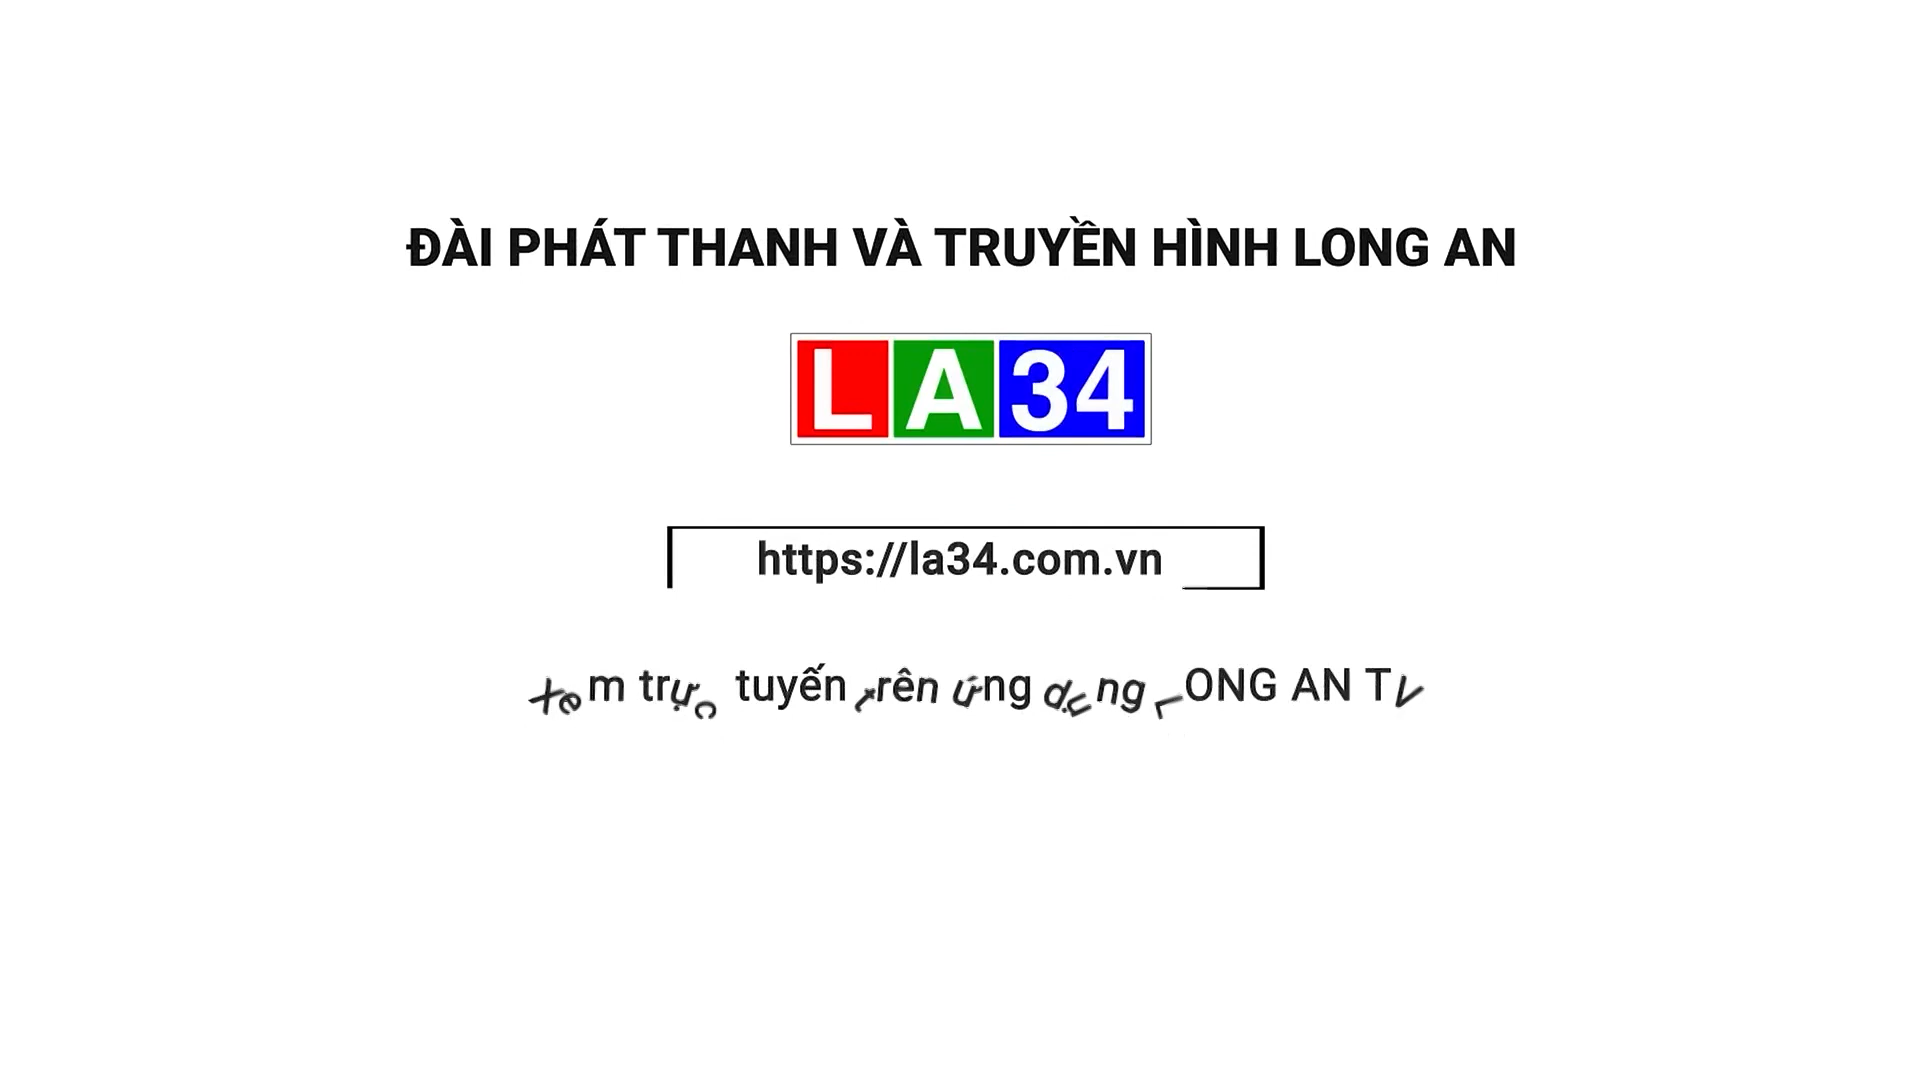 ĐÀI PHÁT THANH VÀ TRUYỀN HÌNH LONG AN
LA34
https://la34.com.vn
Xem trực tuyến trên ứng dụng LONG AN TV